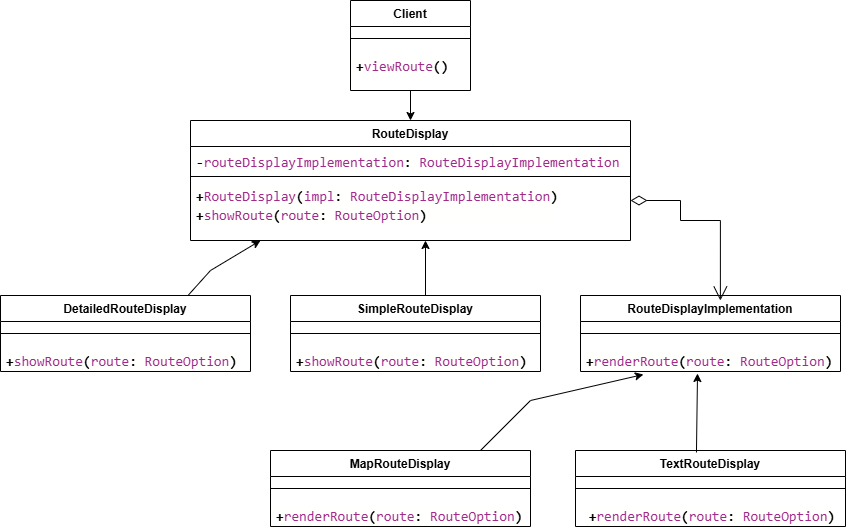 Client
+viewRoute()
RouteDisplay
-routeDisplayImplementation: RouteDisplayImplementation
+RouteDisplay(impl: RouteDisplayImplementation)
+showRoute(route: RouteOption)
DetailedRouteDisplay
+showRoute(route: RouteOption)
SimpleRouteDisplay
+showRoute(route: RouteOption)
RouteDisplayImplementation
+renderRoute(route: RouteOption)
MapRouteDisplay
+renderRoute(route: RouteOption)
TextRouteDisplay
+renderRoute(route: RouteOption)